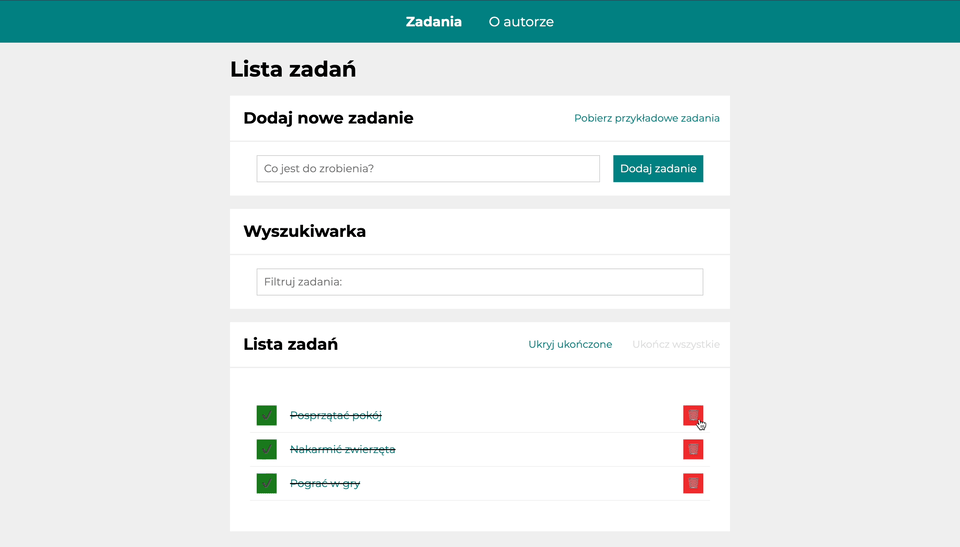 Zadania O autorze
Lista zadań
Dodaj nowe zadanie Pobierz przykładowe zadania
Co jest do zrobienia? Dodaj zadanie
Wyszukiwarka
Filtruj zadania:
Lista zadań Ukryj ukończone Ukończ wszystkie
Posprzątać pokój
Nakarmić zwierzęta
Pograć w gry